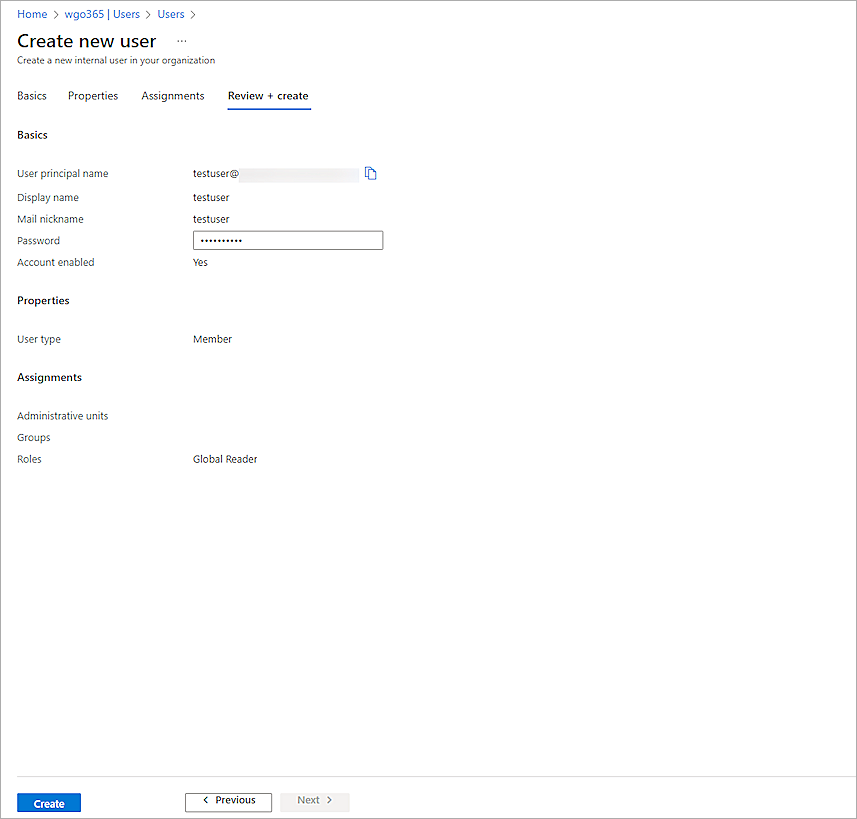 Home > wgo365 | Users > Users >
Create new user ...
Create a new internal user in your organization
Basics Properties Assignments Review + create
Basics
User principal name testuser@
Display name testuser
Mail nickname testuser
Password ••••••••••
Account enabled Yes
Properties
User type Member
Assignments
Administrative units
Groups
Roles Global Reader
Create < Previous Next >